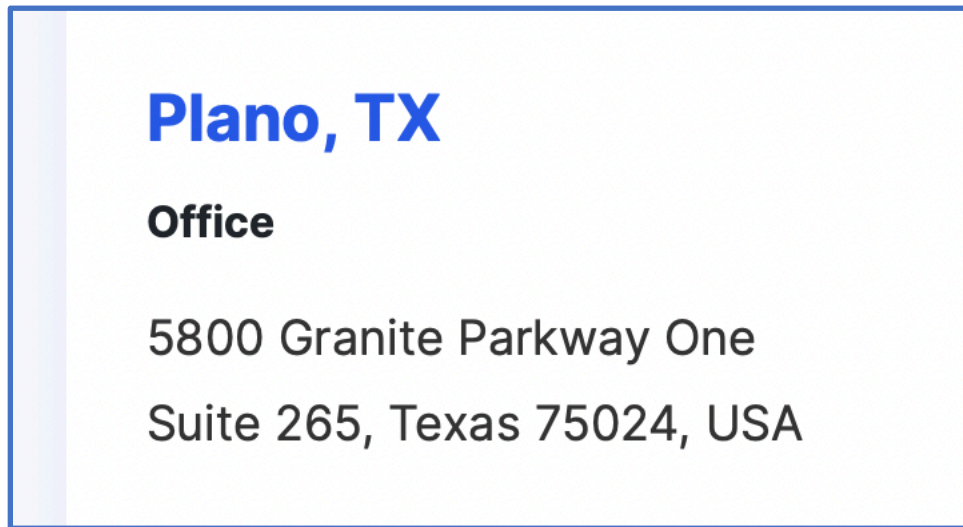 Plano, TX
Office
5800 Granite Parkway One
Suite 265, Texas 75024, USA